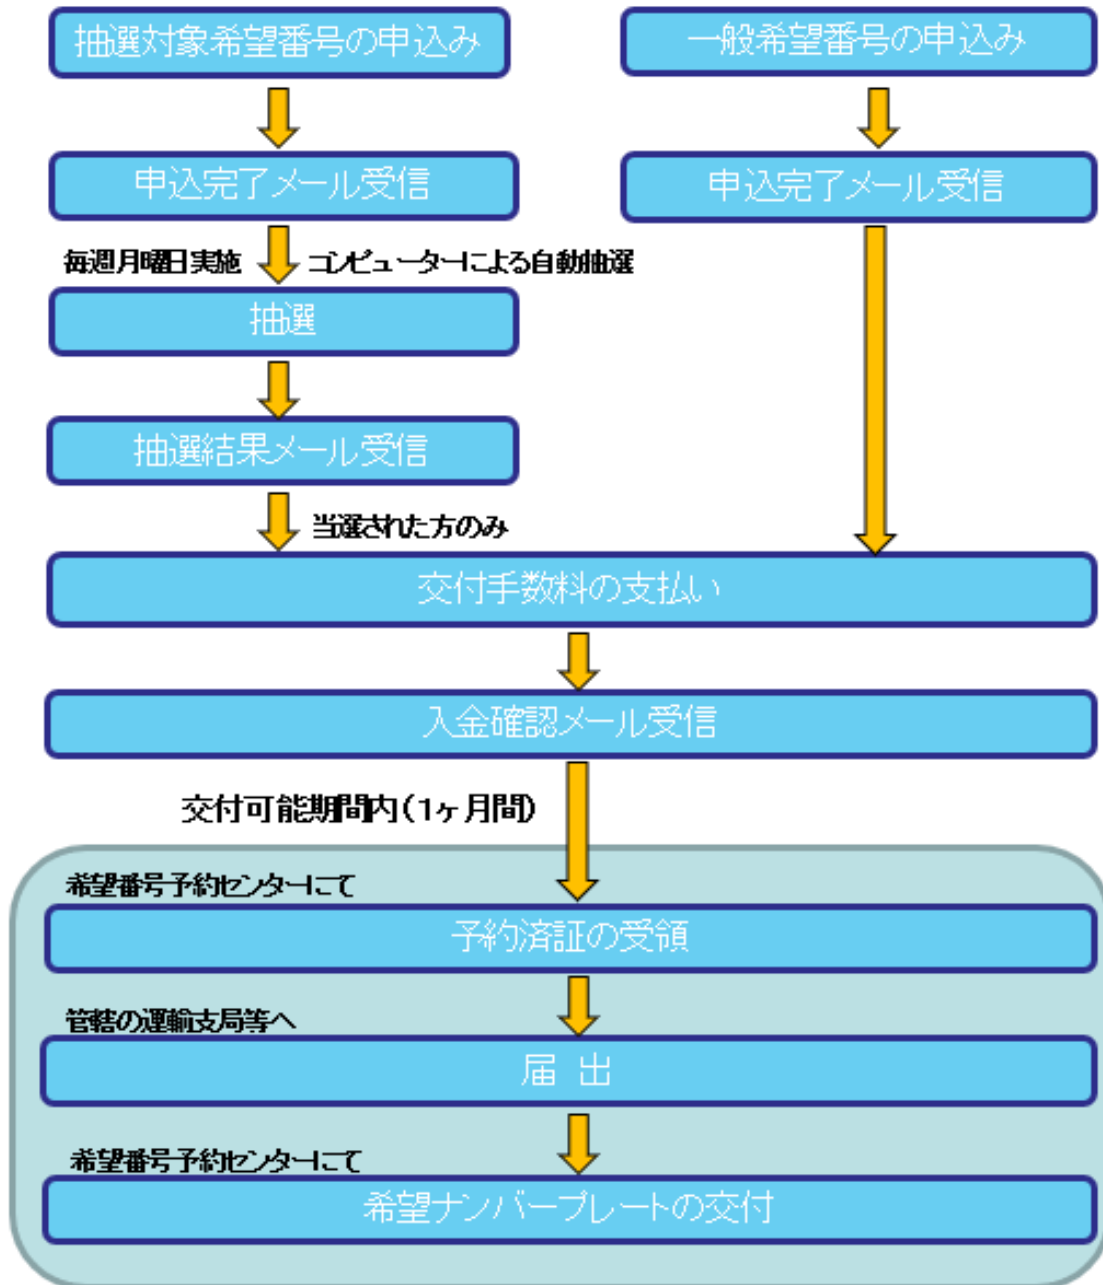 抽選対象希望番号の申込み
一般希望番号の申込み
申込完了メール受信
申込完了メール受信
毎週月曜日実施
コンピューターによる自動抽選
抽選
抽選結果メール受信
当選された方のみ
交付手数料の支払い
入金確認メール受信
交付可能期間内(1ヶ月間)
希望番号予約センターにて
予約済証の受領
管轄の運輸支局等へ
届 出
希望番号予約センターにて
希望ナンバープレートの交付